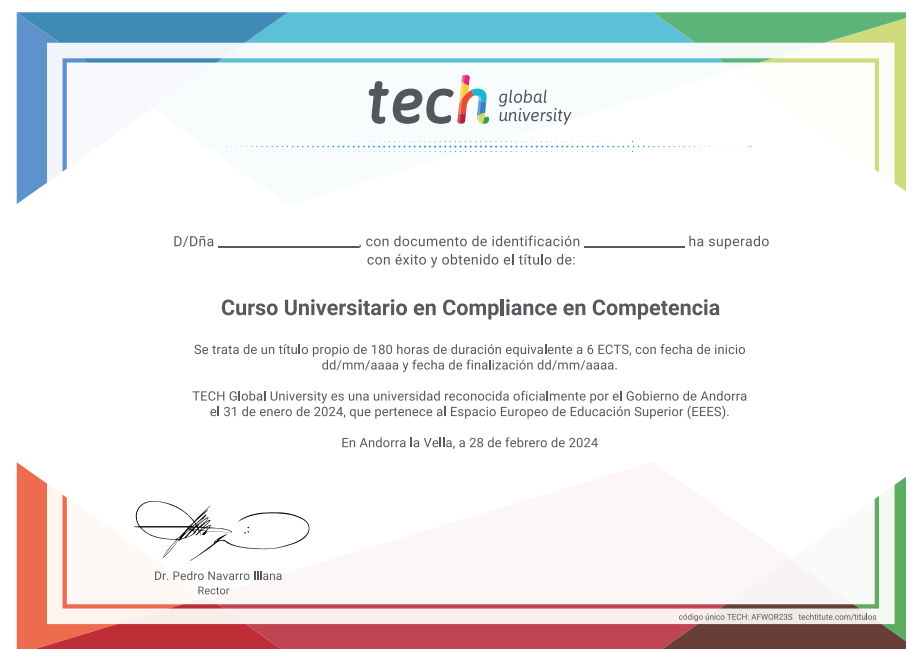 tech global university
D/Dña ____________________, con documento de identificación ______________ ha superado
con éxito y obtenido el título de:
Curso Universitario en Compliance en Competencia
Se trata de un título propio de 180 horas de duración equivalente a 6 ECTS, con fecha de inicio
dd/mm/aaaa y fecha de finalización dd/mm/aaaa.
TECH Global University es una universidad reconocida oficialmente por el Gobierno de Andorra
el 31 de enero de 2024, que pertenece al Espacio Europeo de Educación Superior (EEES).
En Andorra la Vella, a 28 de febrero de 2024
Dr. Pedro Navarro Illana
Rector
código único TECH: AFWOR23S techtitute.com/titulos